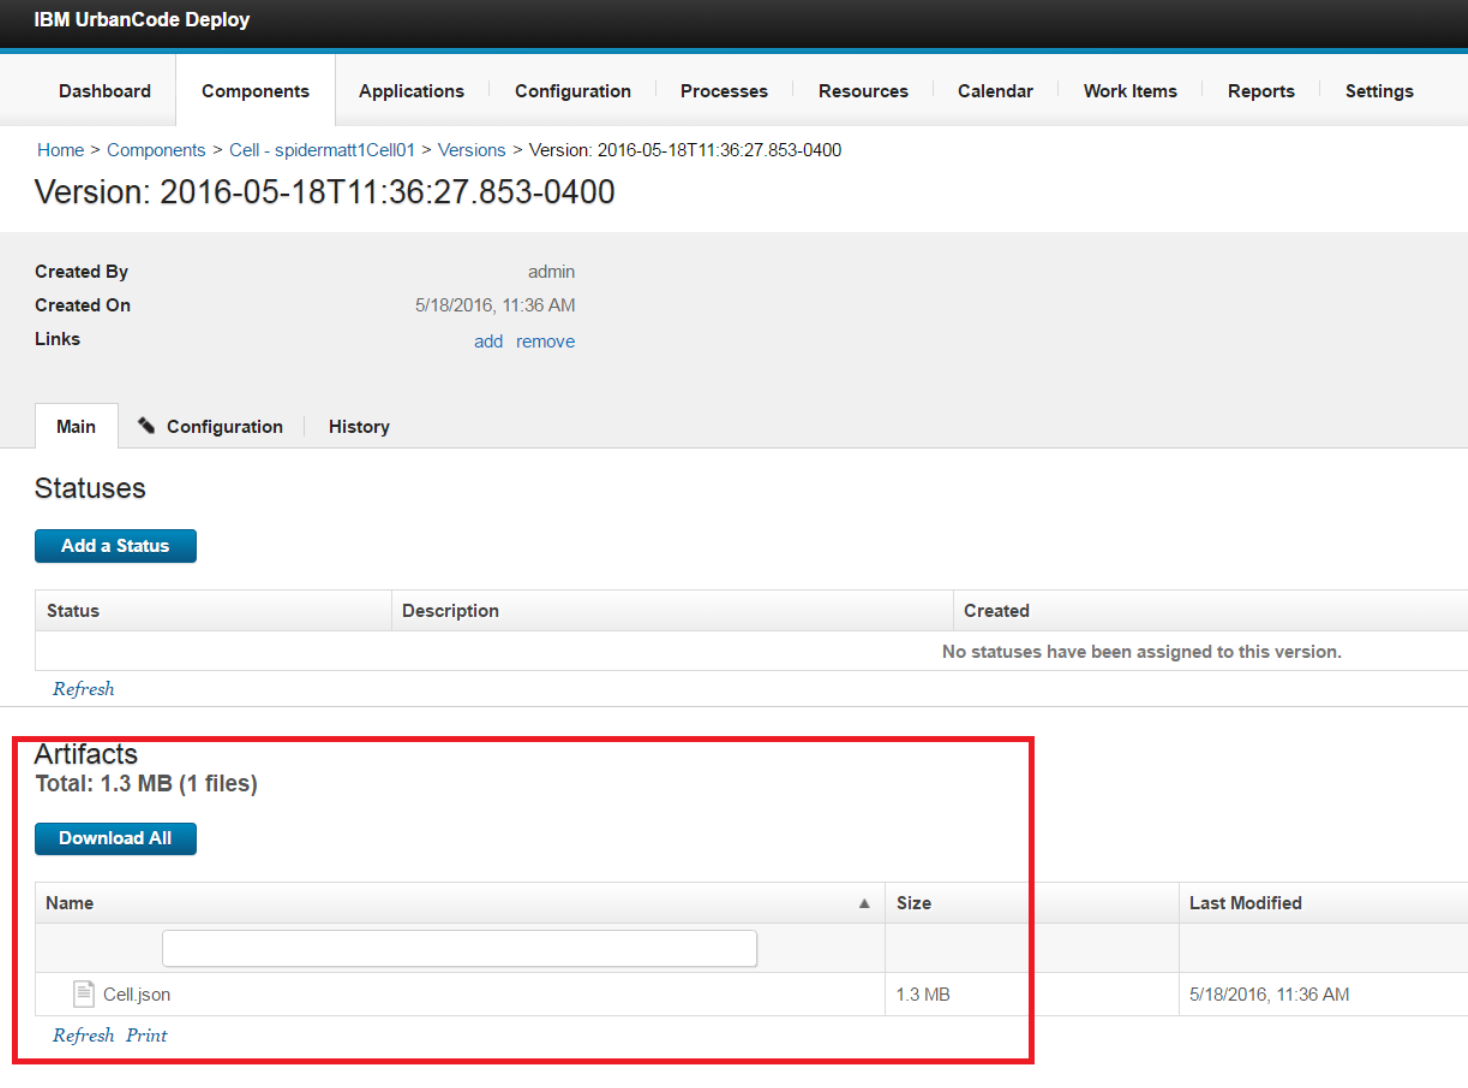 IBM UrbanCode Deploy
Dashboard Components Applications Configuration Processes Resources Calendar Work Items Reports Settings
Home > Components > Cell - spidermatt1Cell01 > Versions > Version: 2016-05-18T11:36:27.853-0400
Version: 2016-05-18T11:36:27.853-0400
Created By admin
Created On 5/18/2016, 11:36 AM
Links add remove
Main Configuration History
Statuses
Add a Status
Status Description Created
No statuses have been assigned to this version.
Refresh
Artifacts
Total: 1.3 MB (1 files)
Download All
Name Size Last Modified
Cell.json 1.3 MB 5/18/2016, 11:36 AM
Refresh Print